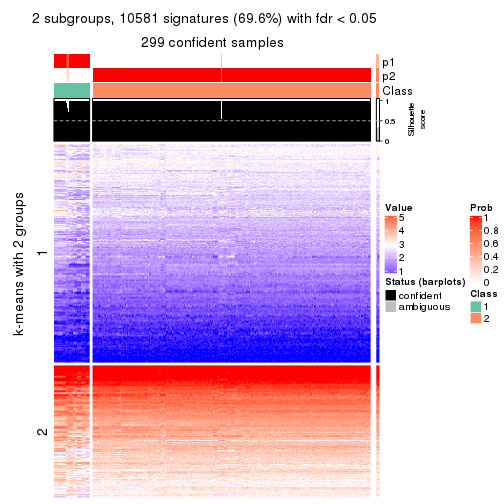 2 subgroups, 10581 signatures (69.6%) with fdr < 0.05
299 confident samples
p1
p2
Class
1
0.5
0
Silhouette
score
k-means with 2 groups
1
2
Value
5
4
3
2
1
Status (barplots)
confident
ambiguous
Prob
1
0.8
0.6
0.4
0.2
0
Class
1
2